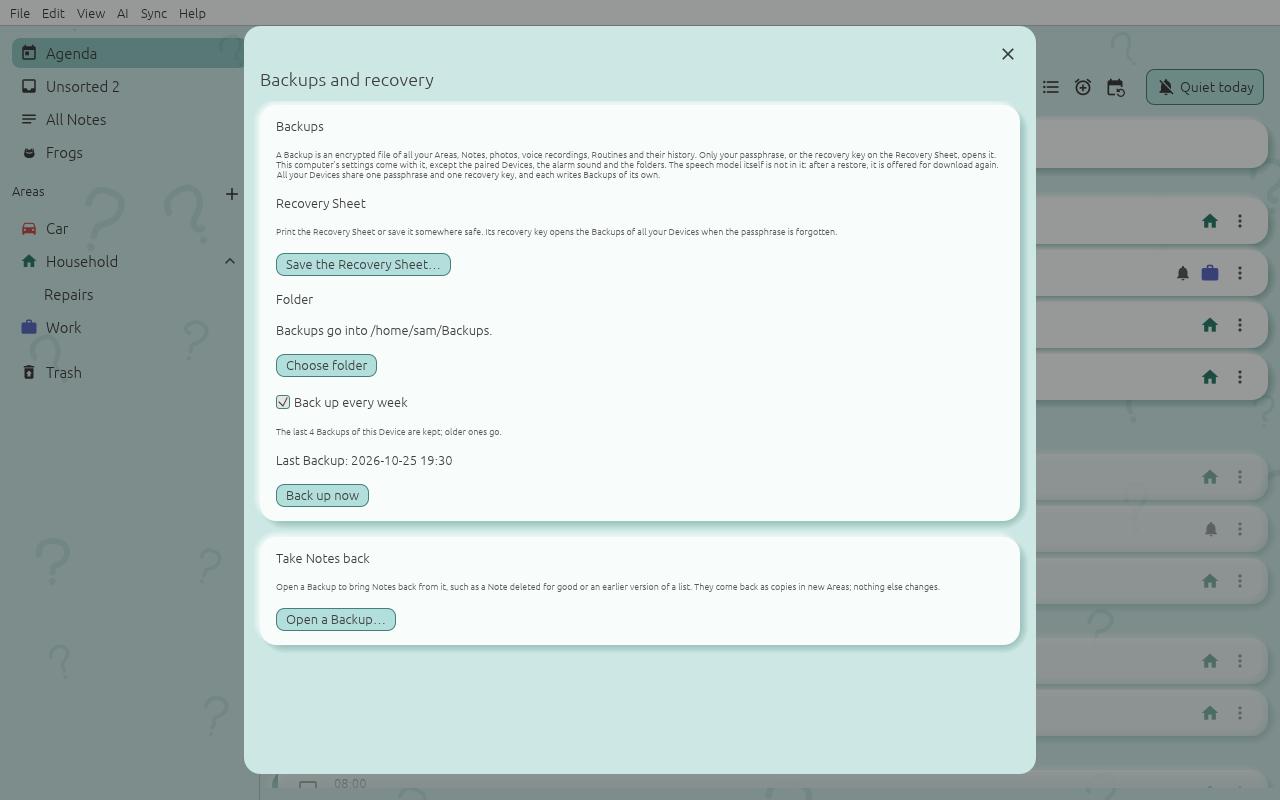 File Edit View AI Sync Help
Agenda
Unsorted 2
All Notes
Frogs
Areas
Car
Household
Repairs
Work
Trash
Quiet today
Backups and recovery
Backups
A Backup is an encrypted file of all your Areas, Notes, photos, voice recordings, Routines and their history. Only your passphrase, or the recovery key on the Recovery Sheet, opens it.
This computer's settings come with it, except the paired Devices, the alarm sound and the folders. The speech model itself is not in it: after a restore, it is offered for download again.
All your Devices share one passphrase and one recovery key, and each writes Backups of its own.
Recovery Sheet
Print the Recovery Sheet or save it somewhere safe. Its recovery key opens the Backups of all your Devices when the passphrase is forgotten.
Save the Recovery Sheet…
Folder
Backups go into /home/sam/Backups.
Choose folder
Back up every week
The last 4 Backups of this Device are kept; older ones go.
Last Backup: 2026-10-25 19:30
Back up now
Take Notes back
Open a Backup to bring Notes back from it, such as a Note deleted for good or an earlier version of a list. They come back as copies in new Areas; nothing else changes.
Open a Backup…
08:00